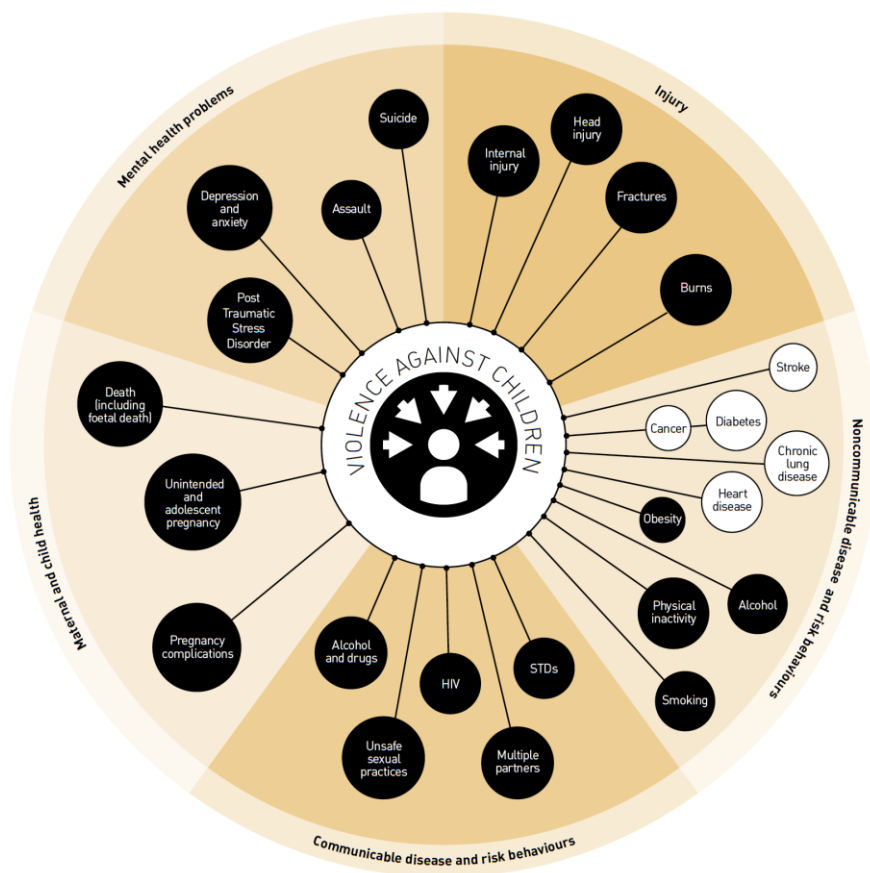 Mental health problems
Suicide
Assault
Depression
and
anxiety
Post
Traumatic
Stress
Disorder
Injury
Internal
injury
Head
injury
Fractures
Burns
VIOLENCE AGAINST CHILDREN
Noncommunicable disease and risk behaviours
Stroke
Cancer
Diabetes
Chronic
lung
disease
Heart
disease
Obesity
Alcohol
Physical
inactivity
Smoking
Maternal and child health
Death
(including
foetal death)
Unintended
and
adolescent
pregnancy
Pregnancy
complications
Alcohol
and drugs
HIV
STDs
Unsafe
sexual
practices
Multiple
partners
Communicable disease and risk behaviours